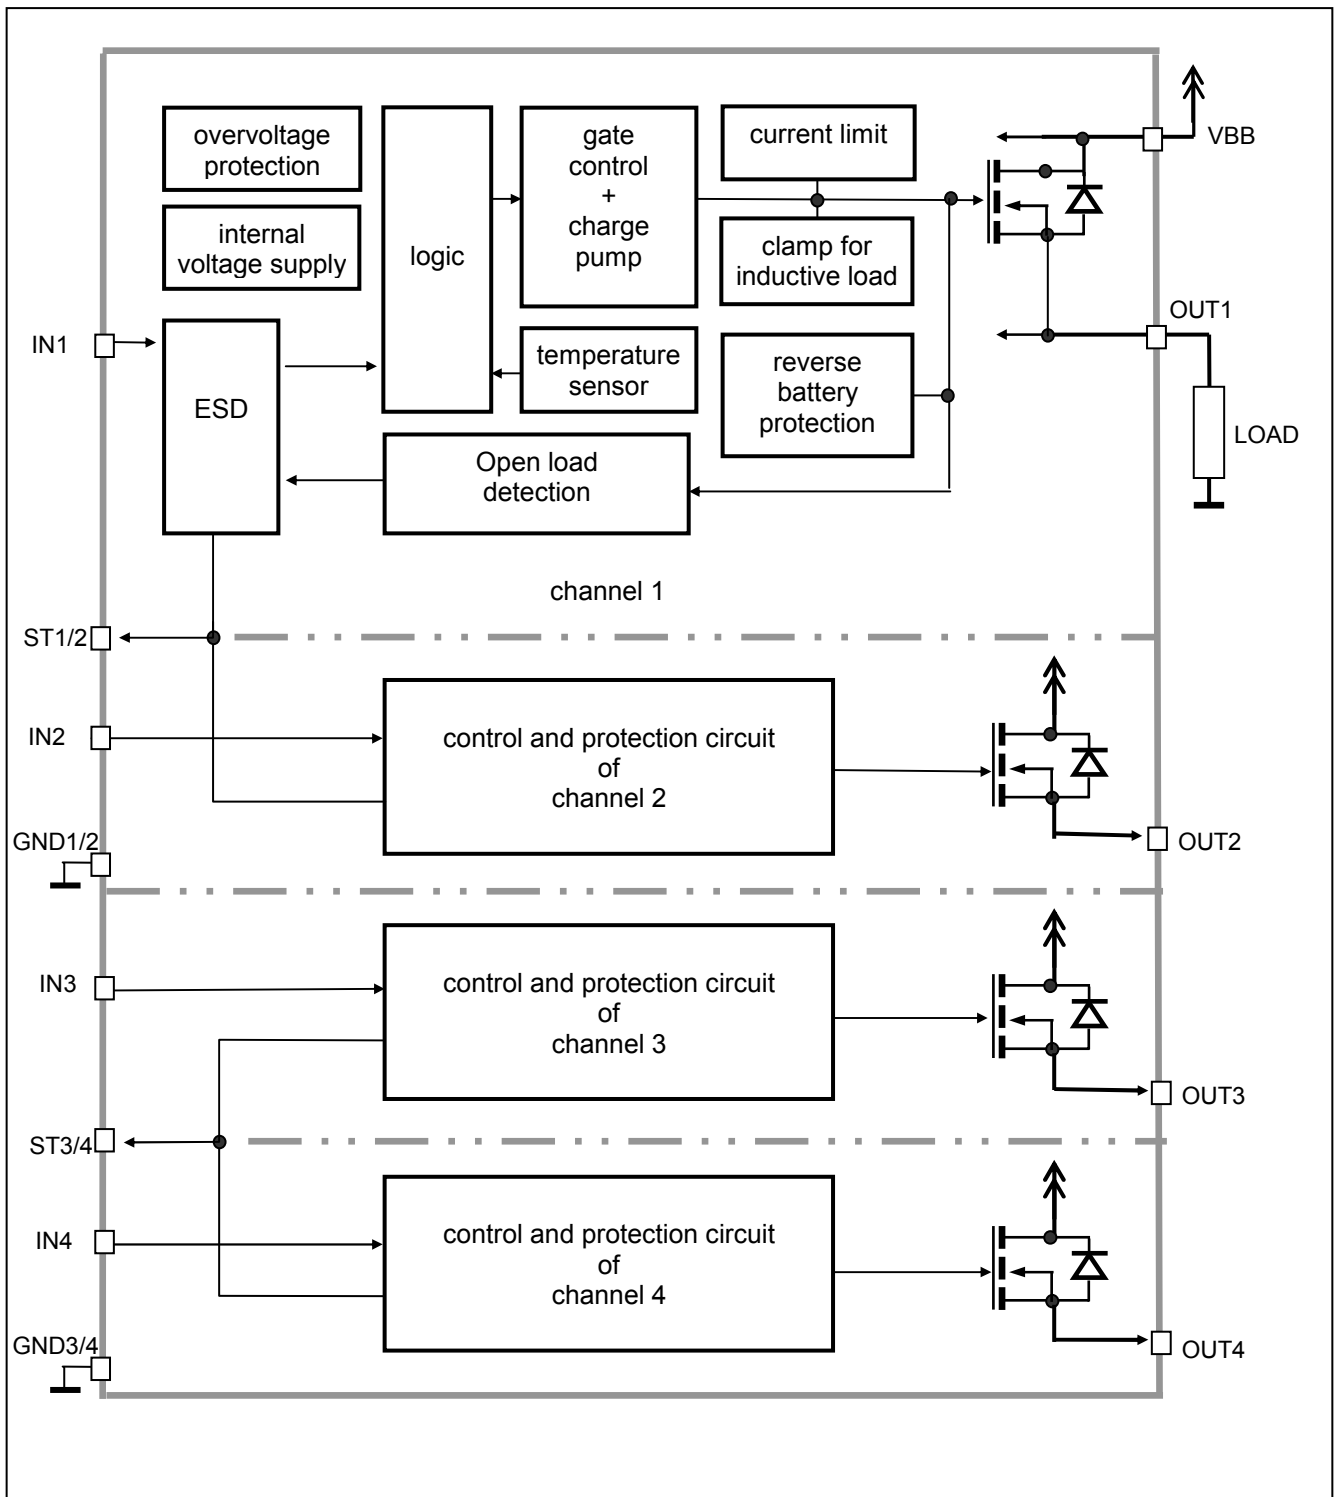 overvoltage
protection
internal
voltage supply
logic
gate
control
+
charge
pump
current limit
clamp for
inductive load
VBB
OUT1
IN1
ESD
temperature
sensor
reverse
battery
protection
LOAD
Open load
detection
channel 1
ST1/2
IN2
control and protection circuit
of
channel 2
GND1/2
OUT2
IN3
control and protection circuit
of
channel 3
OUT3
ST3/4
IN4
control and protection circuit
of
channel 4
GND3/4
OUT4